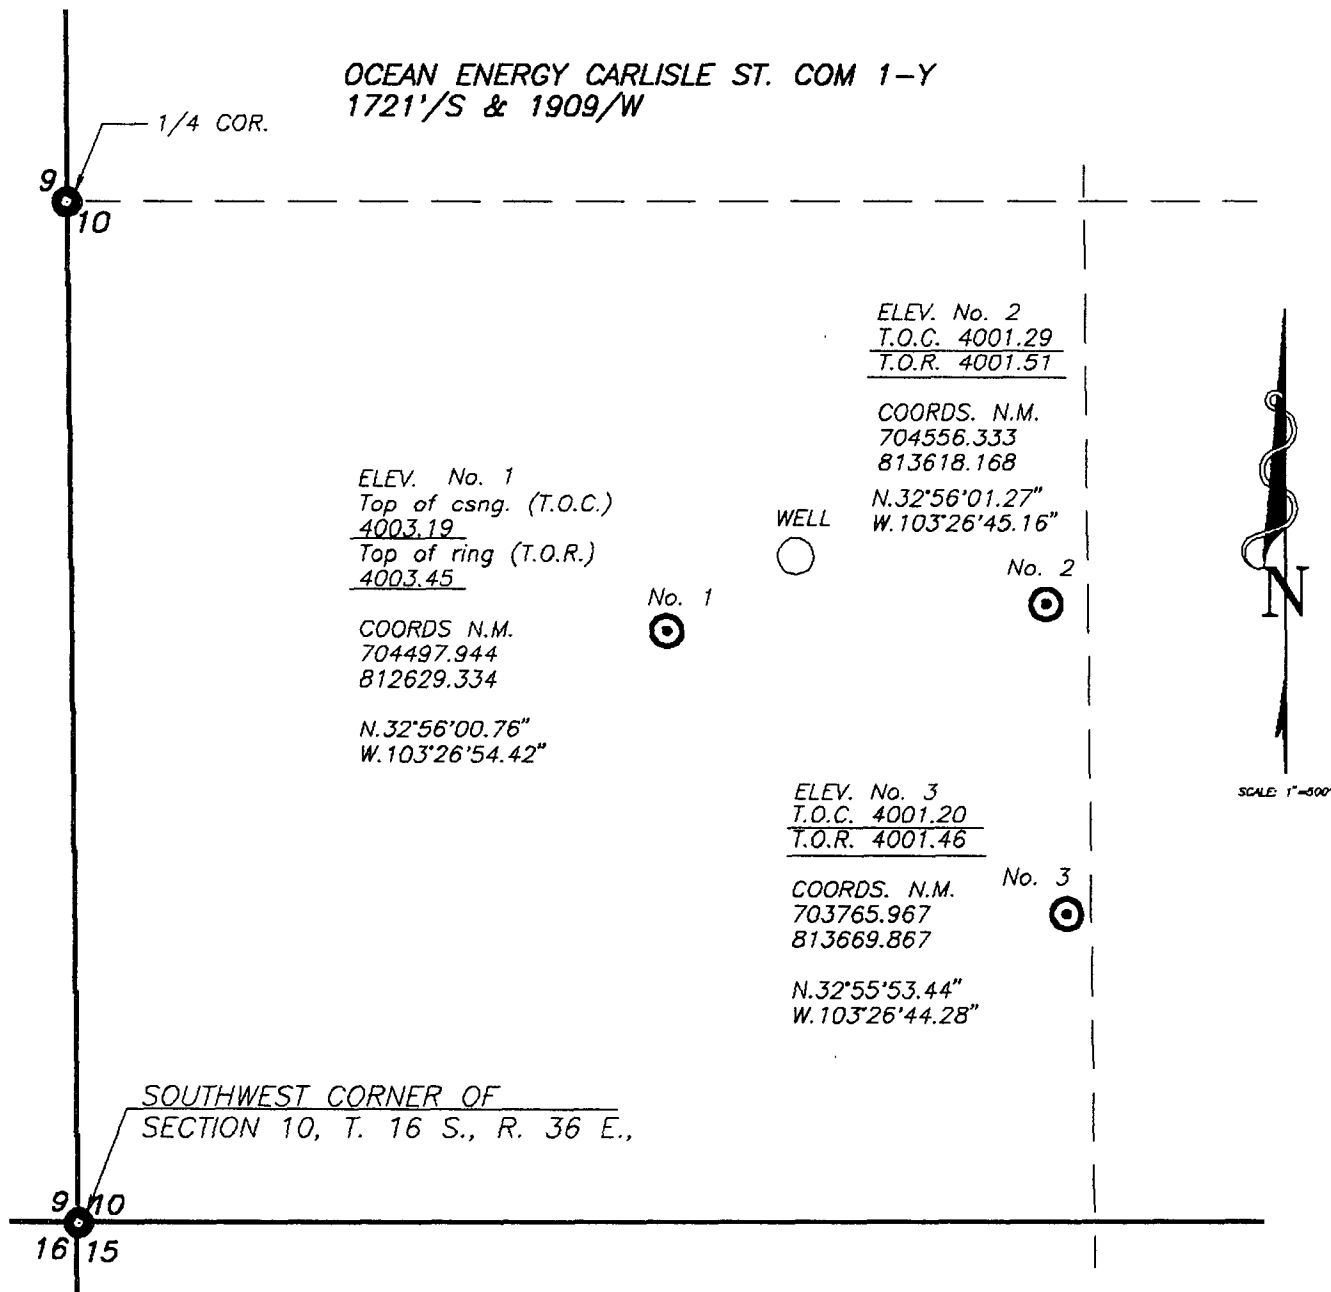 OCEAN ENERGY CARLISLE ST. COM 1-Y
1721'/S & 1909/W
1/4 COR.
9
10
ELEV. No. 2
T.O.C. 4001.29
T.O.R. 4001.51
COORDS. N.M.
704556.333
813618.168
N.32°56'01.27"
W.103°26'45.16"
ELEV. No. 1
Top of csng. (T.O.C.)
4003.19
Top of ring (T.O.R.)
4003.45
COORDS N.M.
704497.944
812629.334
N.32°56'00.76"
W.103°26'54.42"
WELL
No. 1
No. 2
N
SCALE: 1"=500'
ELEV. No. 3
T.O.C. 4001.20
T.O.R. 4001.46
COORDS. N.M.
703765.967
813669.867
N.32°55'53.44"
W.103°26'44.28"
No. 3
SOUTHWEST CORNER OF
SECTION 10, T. 16 S., R. 36 E.,
9 10
16 15